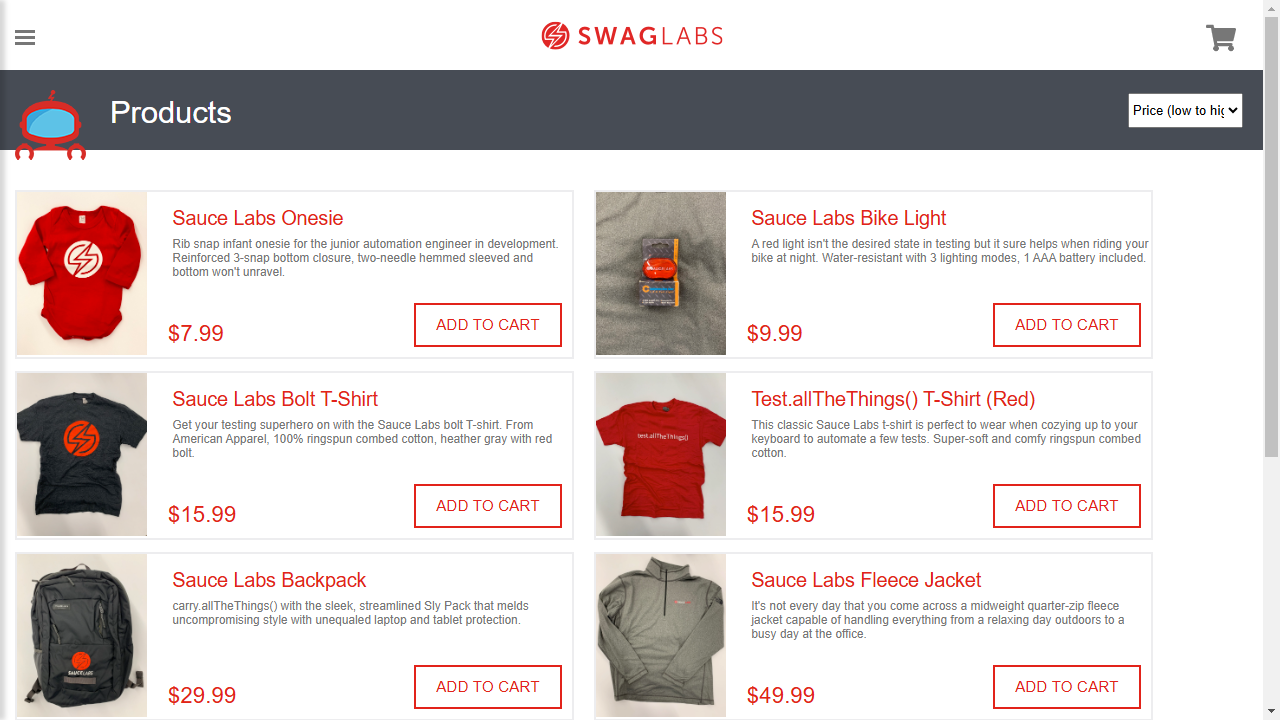 SWAGLABS
Products
Price (low to hig
Sauce Labs Onesie
Rib snap infant onesie for the junior automation engineer in development.
Reinforced 3-snap bottom closure, two-needle hemmed sleeved and
bottom won't unravel.
$7.99
ADD TO CART
Sauce Labs Bike Light
A red light isn't the desired state in testing but it sure helps when riding your
bike at night. Water-resistant with 3 lighting modes, 1 AAA battery included.
$9.99
ADD TO CART
Sauce Labs Bolt T-Shirt
Get your testing superhero on with the Sauce Labs bolt T-shirt. From
American Apparel, 100% ringspun combed cotton, heather gray with red
bolt.
$15.99
ADD TO CART
test.allTheThings()
Test.allTheThings() T-Shirt (Red)
This classic Sauce Labs t-shirt is perfect to wear when cozying up to your
keyboard to automate a few tests. Super-soft and comfy ringspun combed
cotton.
$15.99
ADD TO CART
SAUCELABS
Sauce Labs Backpack
carry.allTheThings() with the sleek, streamlined Sly Pack that melds
uncompromising style with unequaled laptop and tablet protection.
$29.99
ADD TO CART
Sauce Labs Fleece Jacket
It's not every day that you come across a midweight quarter-zip fleece
jacket capable of handling everything from a relaxing day outdoors to a
busy day at the office.
$49.99
ADD TO CART